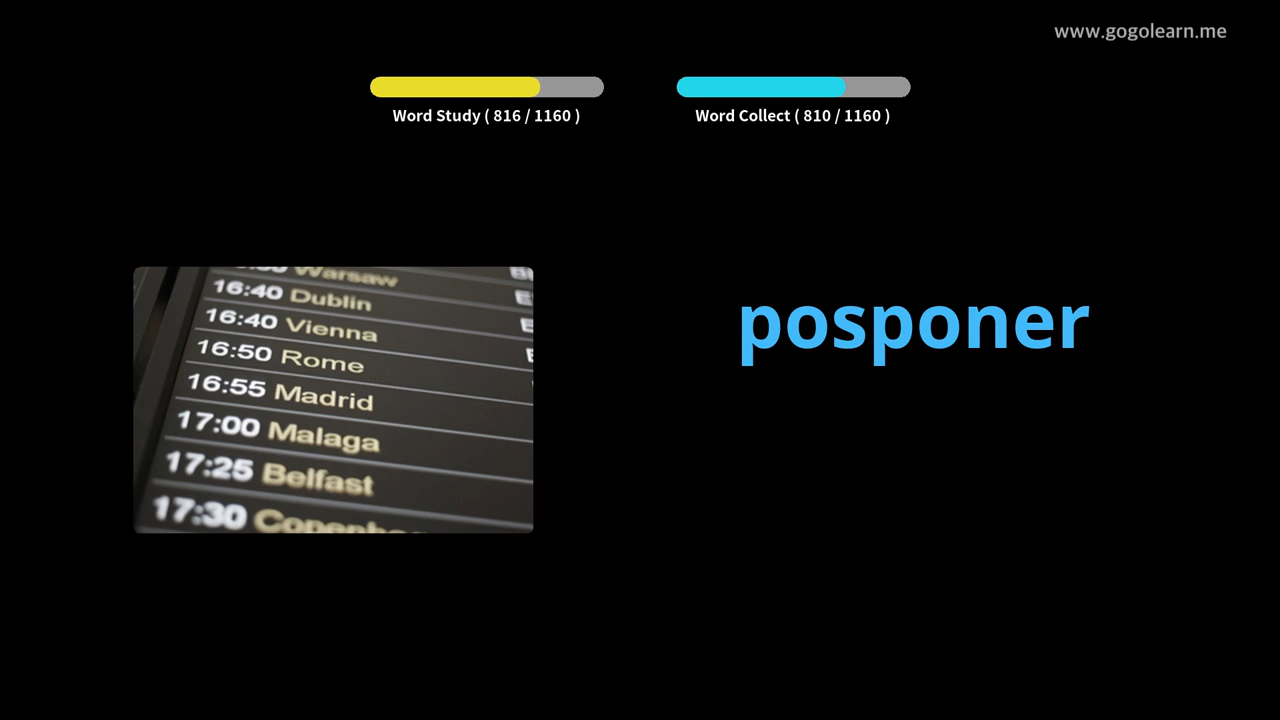 www.gogolearn.me
Word Study ( 816 / 1160 )
Word Collect ( 810 / 1160 )
posponer
Warsaw
16:40 Dublin
16:40 Vienna
16:50 Rome
16:55 Madrid
17:00 Malaga
17:25 Belfast
17:30